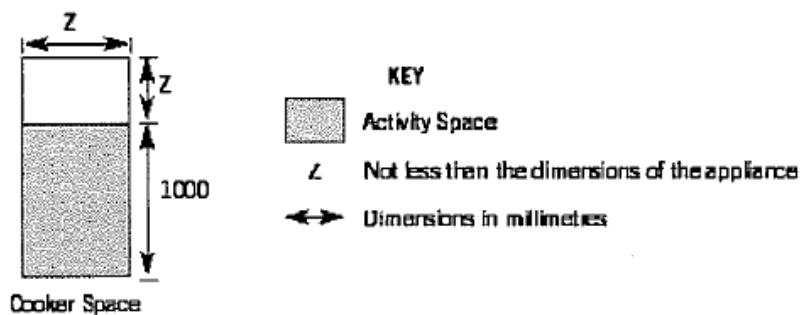 Z
Z
KEY
Activity Space
Z Not less than the dimensions of the appliance
1000
Dimensions in millimetres
Cooker Space